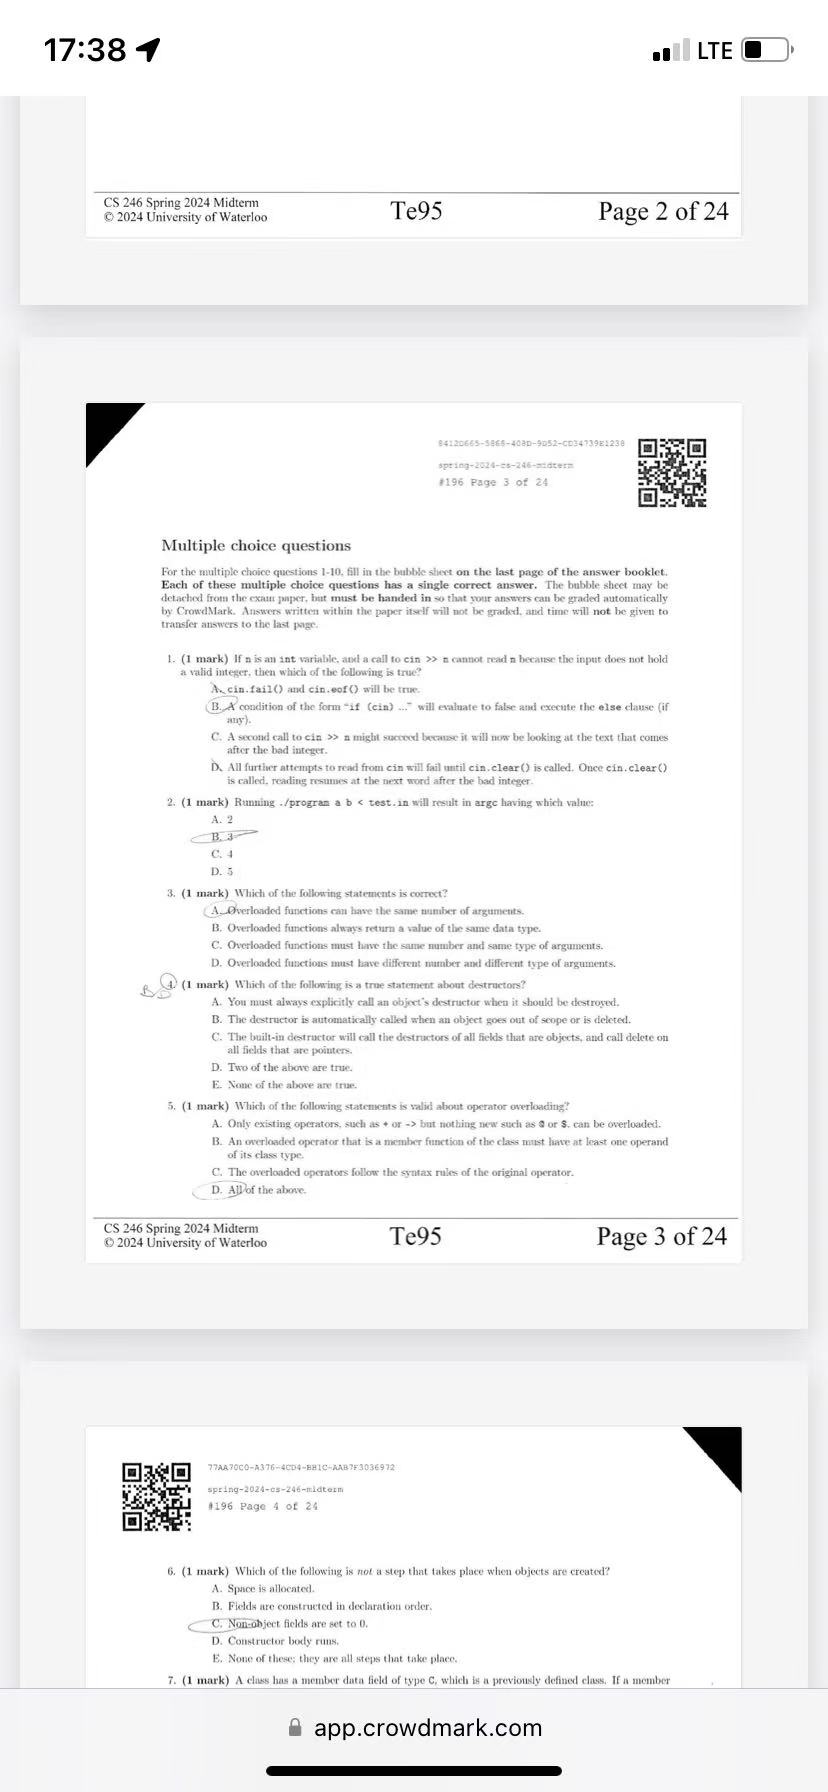 17:38
LTE
CS 246 Spring 2024 Midterm
© 2024 University of Waterloo
Te95
Page 2 of 24
8412D665-5868-408D-9D52-CD34739E1238
spring-2024-cs-246-midterm
#196 Page 3 of 24
Multiple choice questions
For the multiple choice questions 1-10, fill in the bubble sheet on the last page of the answer booklet.
Each of these multiple choice questions has a single correct answer. The bubble sheet may be
detached from the exam paper, but must be handed in so that your answers can be graded automatically
by CrowdMark. Answers written within the paper itself will not be graded, and time will not be given to
transfer answers to the last page.
1. (1 mark) If n is an int variable, and a call to cin >> n cannot read n because the input does not hold
a valid integer, then which of the following is true?
A. cin.fail() and cin.eof() will be true.
B. A condition of the form "if (cin) ..." will evaluate to false and execute the else clause (if
any).
C. A second call to cin >> n might succeed because it will now be looking at the text that comes
after the bad integer.
D. All further attempts to read from cin will fail until cin.clear() is called. Once cin.clear()
is called, reading resumes at the next word after the bad integer.
2. (1 mark) Running ./program a b < test.in will result in argc having which value:
A. 2
B. 3
C. 4
D. 5
3. (1 mark) Which of the following statements is correct?
A. Overloaded functions can have the same number of arguments.
B. Overloaded functions always return a value of the same data type.
C. Overloaded functions must have the same number and same type of arguments.
D. Overloaded functions must have different number and different type of arguments.
B D
4. (1 mark) Which of the following is a true statement about destructors?
A. You must always explicitly call an object's destructor when it should be destroyed.
B. The destructor is automatically called when an object goes out of scope or is deleted.
C. The built-in destructor will call the destructors of all fields that are objects, and call delete on
all fields that are pointers.
D. Two of the above are true.
E. None of the above are true.
5. (1 mark) Which of the following statements is valid about operator overloading?
A. Only existing operators, such as + or -> but nothing new such as @ or $, can be overloaded.
B. An overloaded operator that is a member function of the class must have at least one operand
of its class type.
C. The overloaded operators follow the syntax rules of the original operator.
D. All of the above.
CS 246 Spring 2024 Midterm
© 2024 University of Waterloo
Te95
Page 3 of 24
77AA70C0-A376-4CD4-BB1C-AAB7F3036972
spring-2024-cs-246-midterm
#196 Page 4 of 24
6. (1 mark) Which of the following is not a step that takes place when objects are created?
A. Space is allocated.
B. Fields are constructed in declaration order.
C. Non-object fields are set to 0.
D. Constructor body runs.
E. None of these; they are all steps that take place.
7. (1 mark) A class has a member data field of type C, which is a previously defined class. If a member
app.crowdmark.com